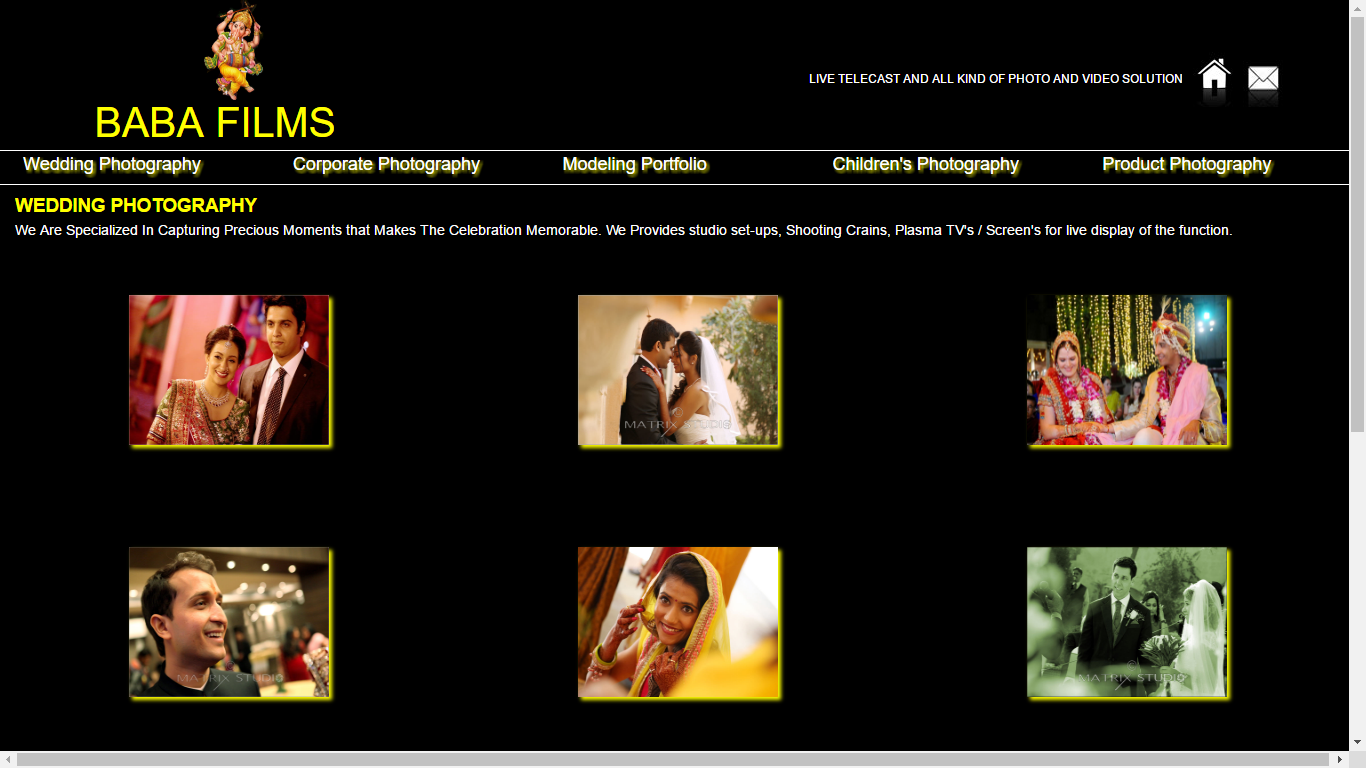 BABA FILMS
LIVE TELECAST AND ALL KIND OF PHOTO AND VIDEO SOLUTION
Wedding Photography
Corporate Photography
Modeling Portfolio
Children's Photography
Product Photography
WEDDING PHOTOGRAPHY
We Are Specialized In Capturing Precious Moments that Makes The Celebration Memorable. We Provides studio set-ups, Shooting Crains, Plasma TV's / Screen's for live display of the function.
MATRIX STUDIO
MATRIX STUDIO
MATRIX STUDIO